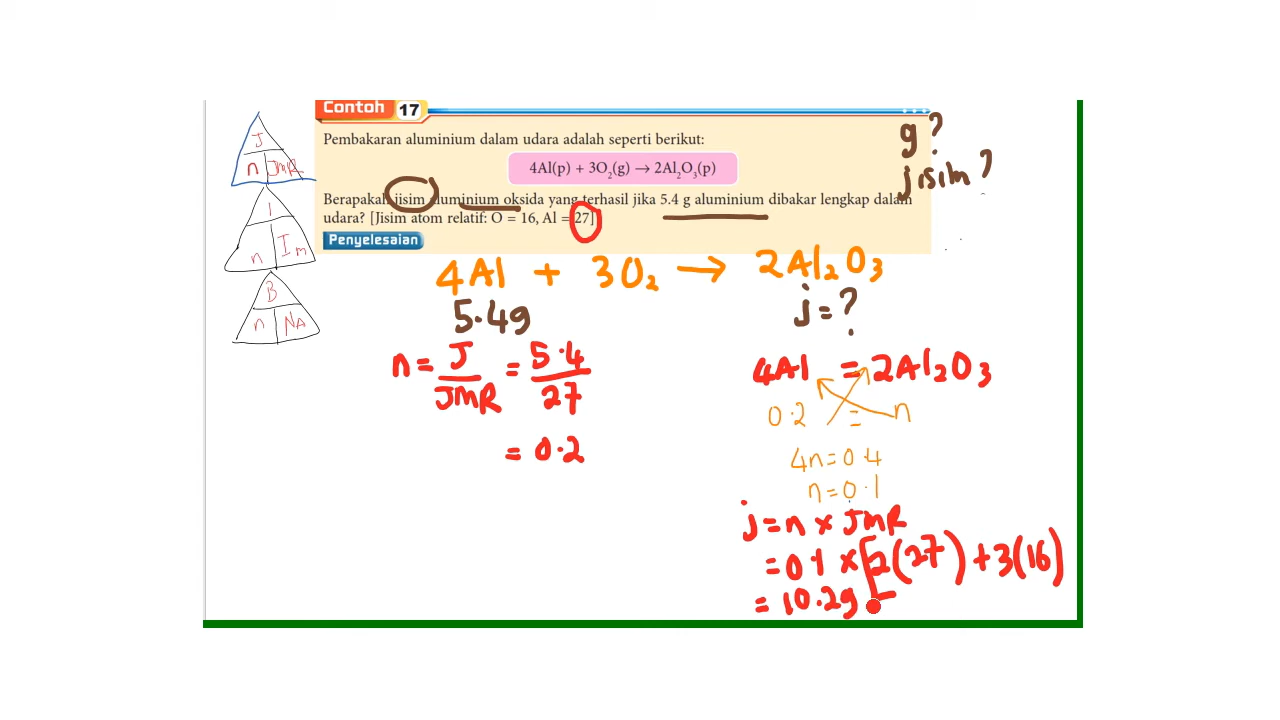 Contoh 17
Pembakaran aluminium dalam udara adalah seperti berikut:
4Al(p) + 3O₂(g) → 2Al₂O₃(p)
Berapakah jisim aluminium oksida yang terhasil jika 5.4 g aluminium dibakar lengkap dalam
udara? [Jisim atom relatif: O = 16, Al = 27]
Penyelesaian
g?
jisim?
J
n JMR
1
n Im
B
n NA
4Al + 3O₂ → 2Al₂O₃
5.4g j = ?
n = J/JMR = 5.4/27
= 0.2
4Al = 2Al₂O₃
0.2 = n
4n = 0.4
n = 0.1
j = n × JMR
= 0.1 × [2(27) + 3(16)
= 10.2g